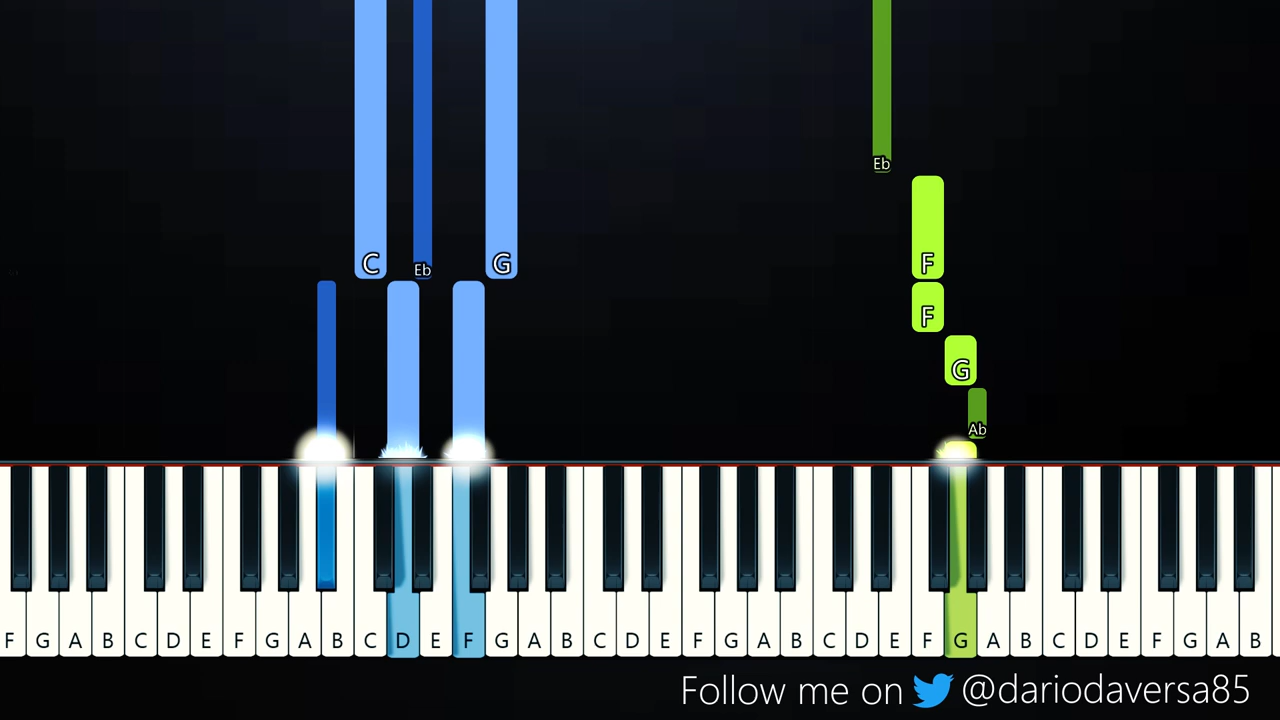 Eb
C Eb G F
F
G
Ab
F G A B C D E F G A B C D E F G A B C D E F G A B C D E F G A B C D E F G A B
Follow me on @dariodaversa85